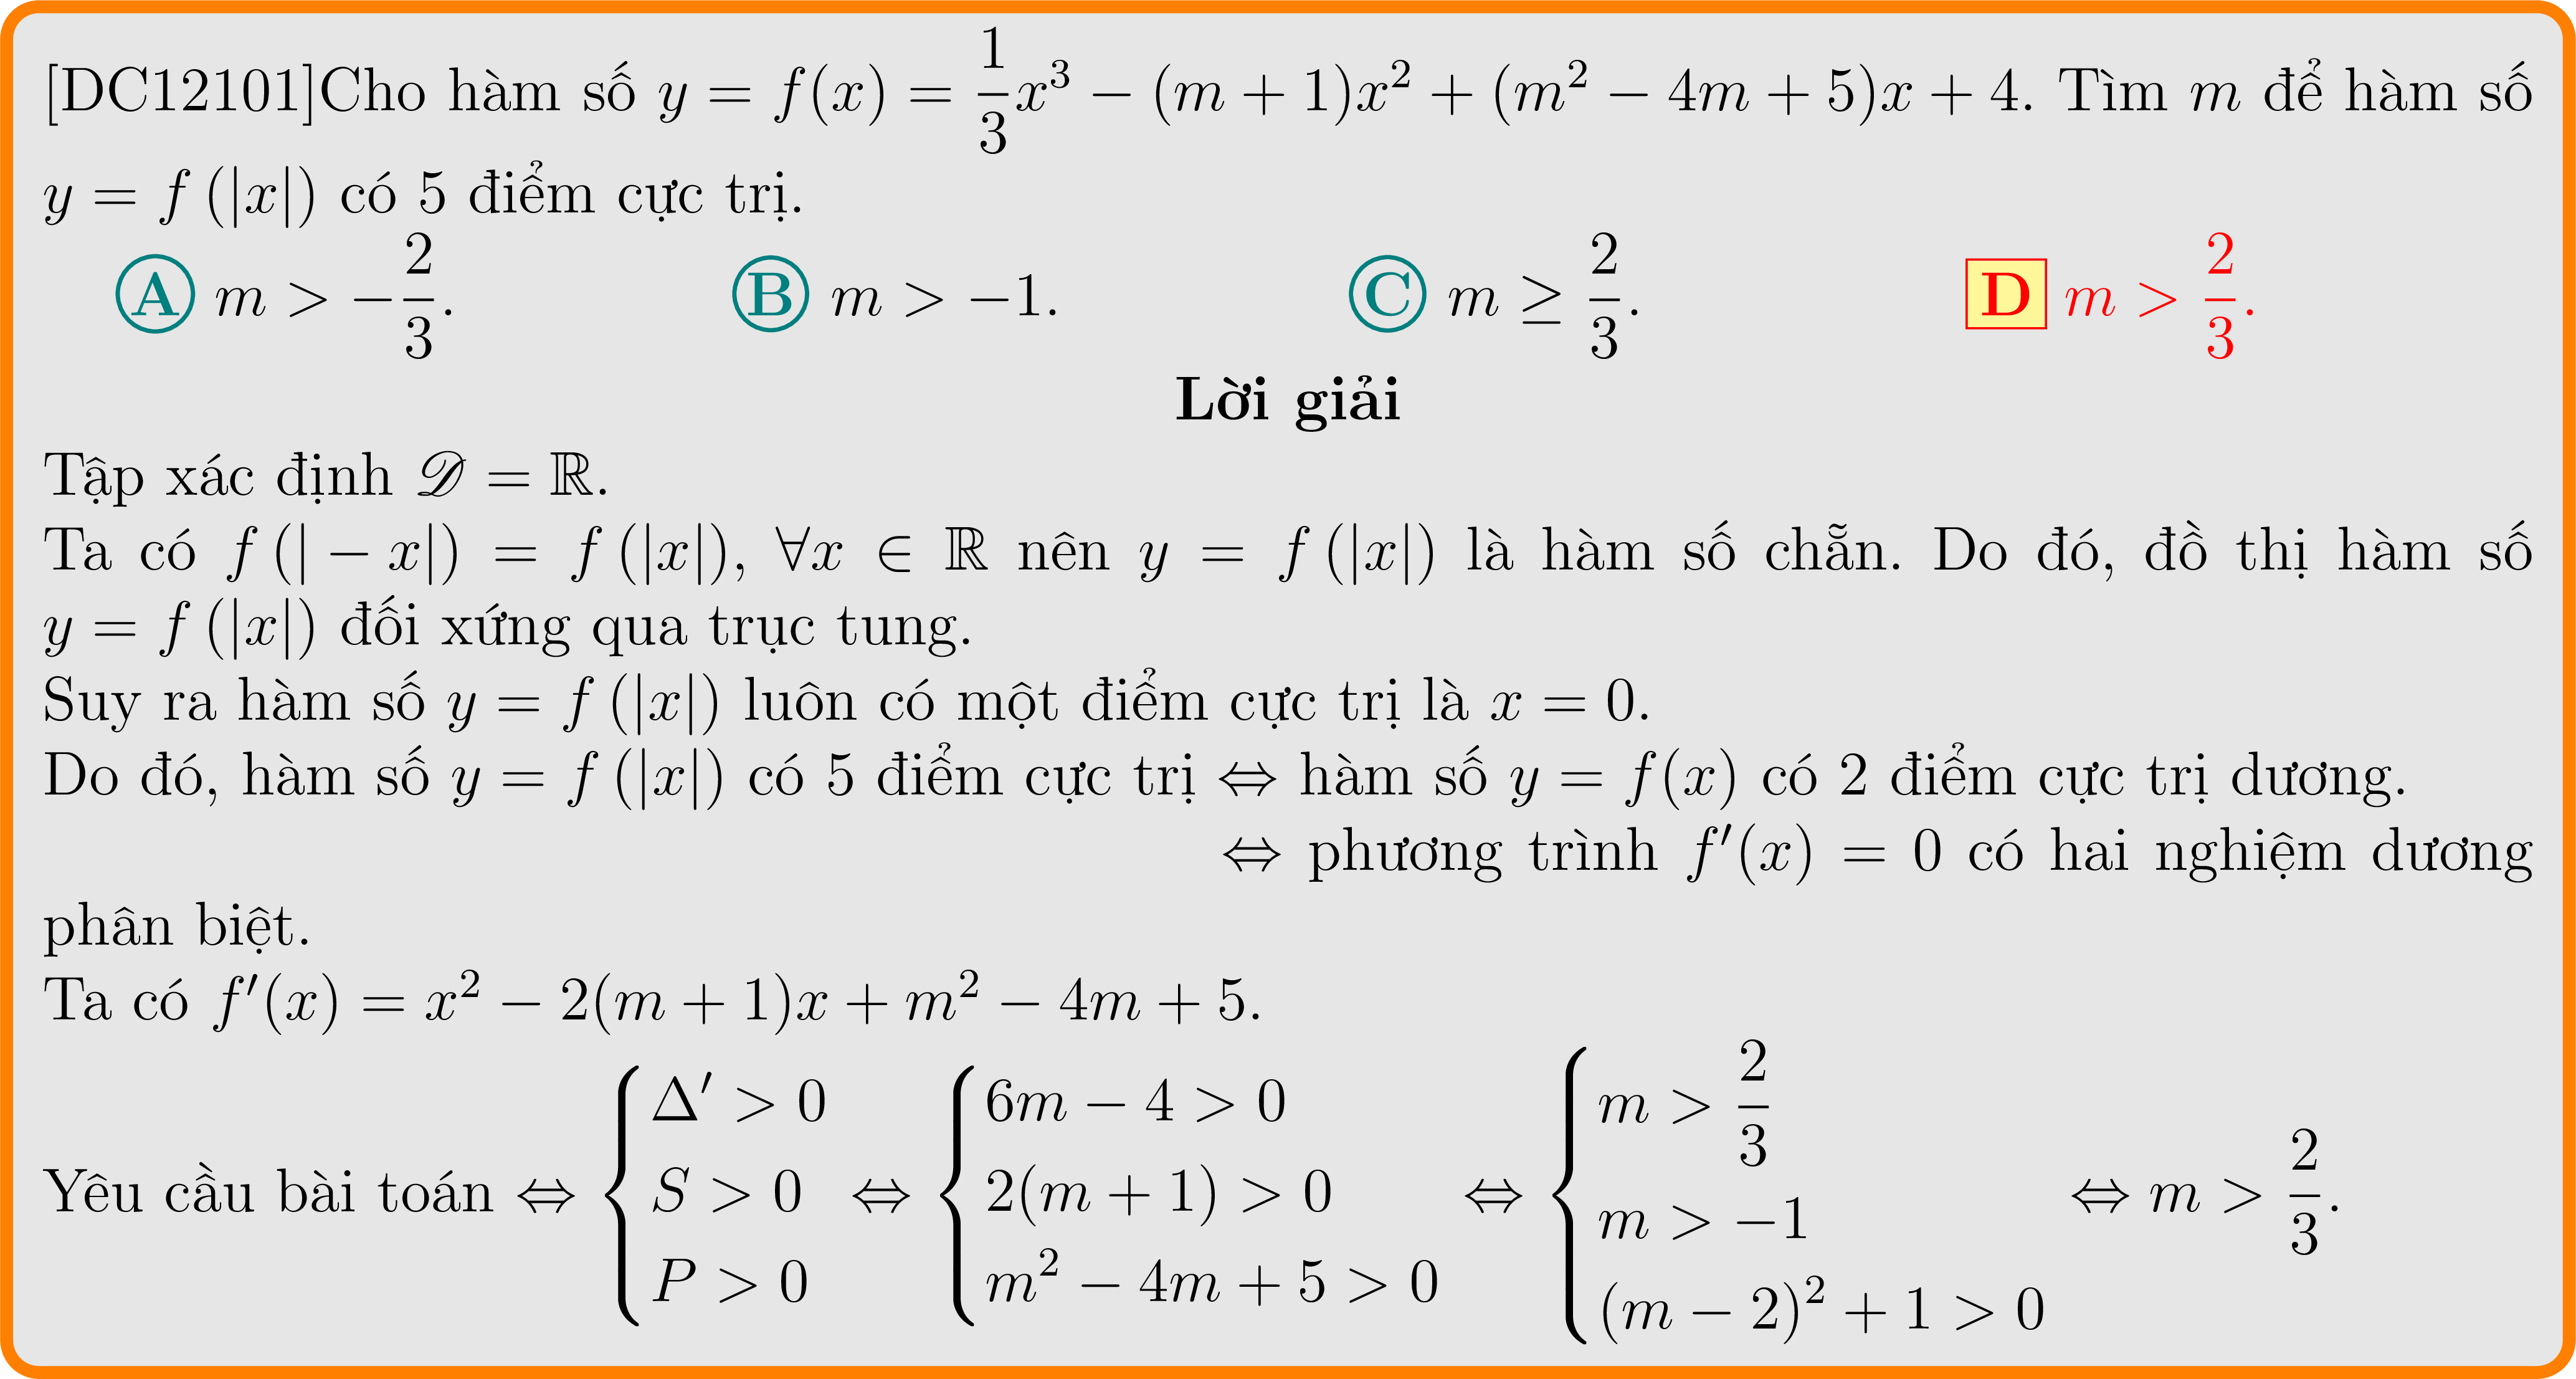 [DC12101]Cho hàm số $y = f(x) = \dfrac{1}{3}x^3 - (m + 1)x^2 + (m^2 - 4m + 5)x + 4$. Tìm $m$ để hàm số
$y = f(|x|)$ có 5 điểm cực trị.
A $m > -\dfrac{2}{3}$. B $m > -1$. C $m \geq \dfrac{2}{3}$. D $m > \dfrac{2}{3}$.
Lời giải
Tập xác định $\mathscr{D} = \mathbb{R}$.
Ta có $f(|-x|) = f(|x|), \forall x \in \mathbb{R}$ nên $y = f(|x|)$ là hàm số chẵn. Do đó, đồ thị hàm số
$y = f(|x|)$ đối xứng qua trục tung.
Suy ra hàm số $y = f(|x|)$ luôn có một điểm cực trị là $x = 0$.
Do đó, hàm số $y = f(|x|)$ có 5 điểm cực trị $\Leftrightarrow$ hàm số $y = f(x)$ có 2 điểm cực trị dương.
$\Leftrightarrow$ phương trình $f'(x) = 0$ có hai nghiệm dương
phân biệt.
Ta có $f'(x) = x^2 - 2(m + 1)x + m^2 - 4m + 5$.
Yêu cầu bài toán $\Leftrightarrow \begin{cases} \Delta' > 0 \\ S > 0 \\ P > 0 \end{cases} \Leftrightarrow \begin{cases} 6m - 4 > 0 \\ 2(m + 1) > 0 \\ m^2 - 4m + 5 > 0 \end{cases} \Leftrightarrow \begin{cases} m > \dfrac{2}{3} \\ m > -1 \\ (m - 2)^2 + 1 > 0 \end{cases} \Leftrightarrow m > \dfrac{2}{3}$.